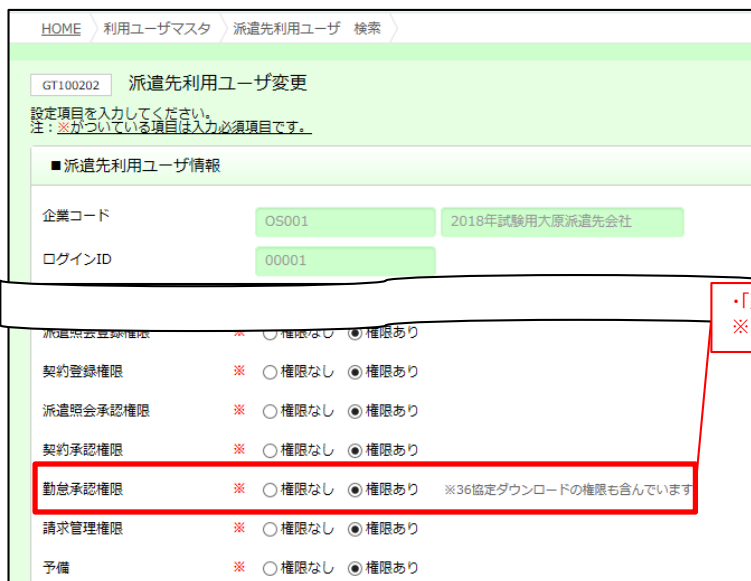 HOME 利用ユーザマスタ 派遣先利用ユーザ 検索
GT100202 派遣先利用ユーザ変更
設定項目を入力してください。
注：※がついている項目は入力必須項目です。
■派遣先利用ユーザ情報
企業コード OS001 2018年試験用大原派遣先会社
ログインID 00001
・「
※
派遣照会登録権限 ※ 権限なし 権限あり
契約登録権限 ※ 権限なし 権限あり
派遣照会承認権限 ※ 権限なし 権限あり
契約承認権限 ※ 権限なし 権限あり
勤怠承認権限 ※ 権限なし 権限あり ※36協定ダウンロードの権限も含んでいます
請求管理権限 ※ 権限なし 権限あり
予備 ※ 権限なし 権限あり